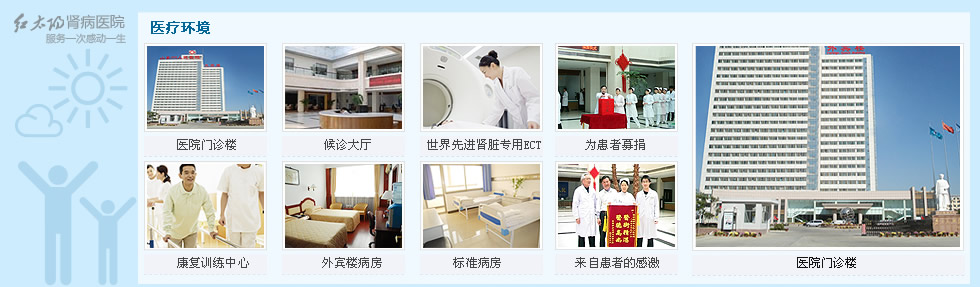 红太阳肾病医院
服务一次感动一生
医疗环境
医院门诊楼
候诊大厅
世界先进肾脏专用ECT
为患者募捐
康复训练中心
外宾楼病房
标准病房
来自患者的感激
医院门诊楼